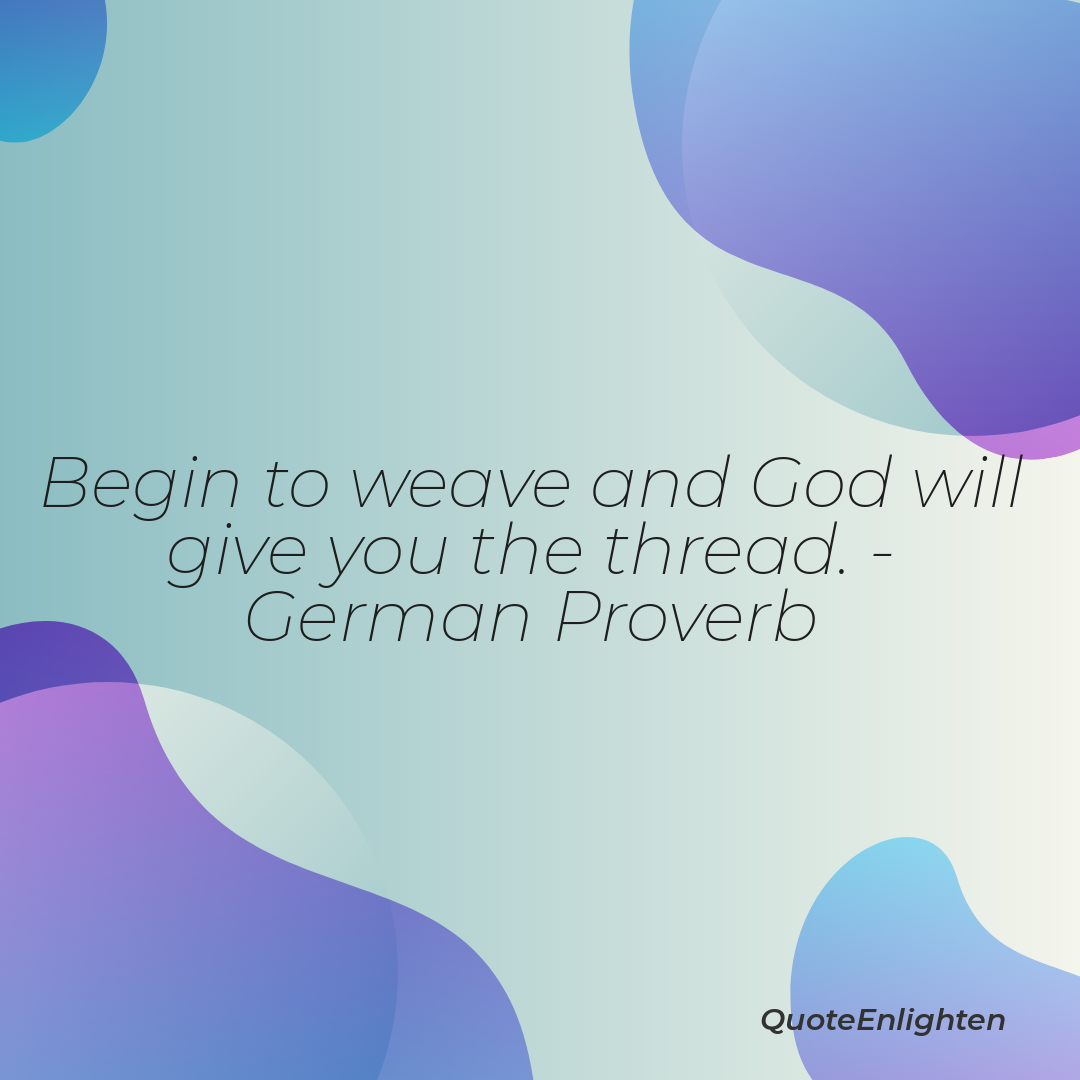 Begin to weave and God will
give you the thread. -
German Proverb
QuoteEnlighten